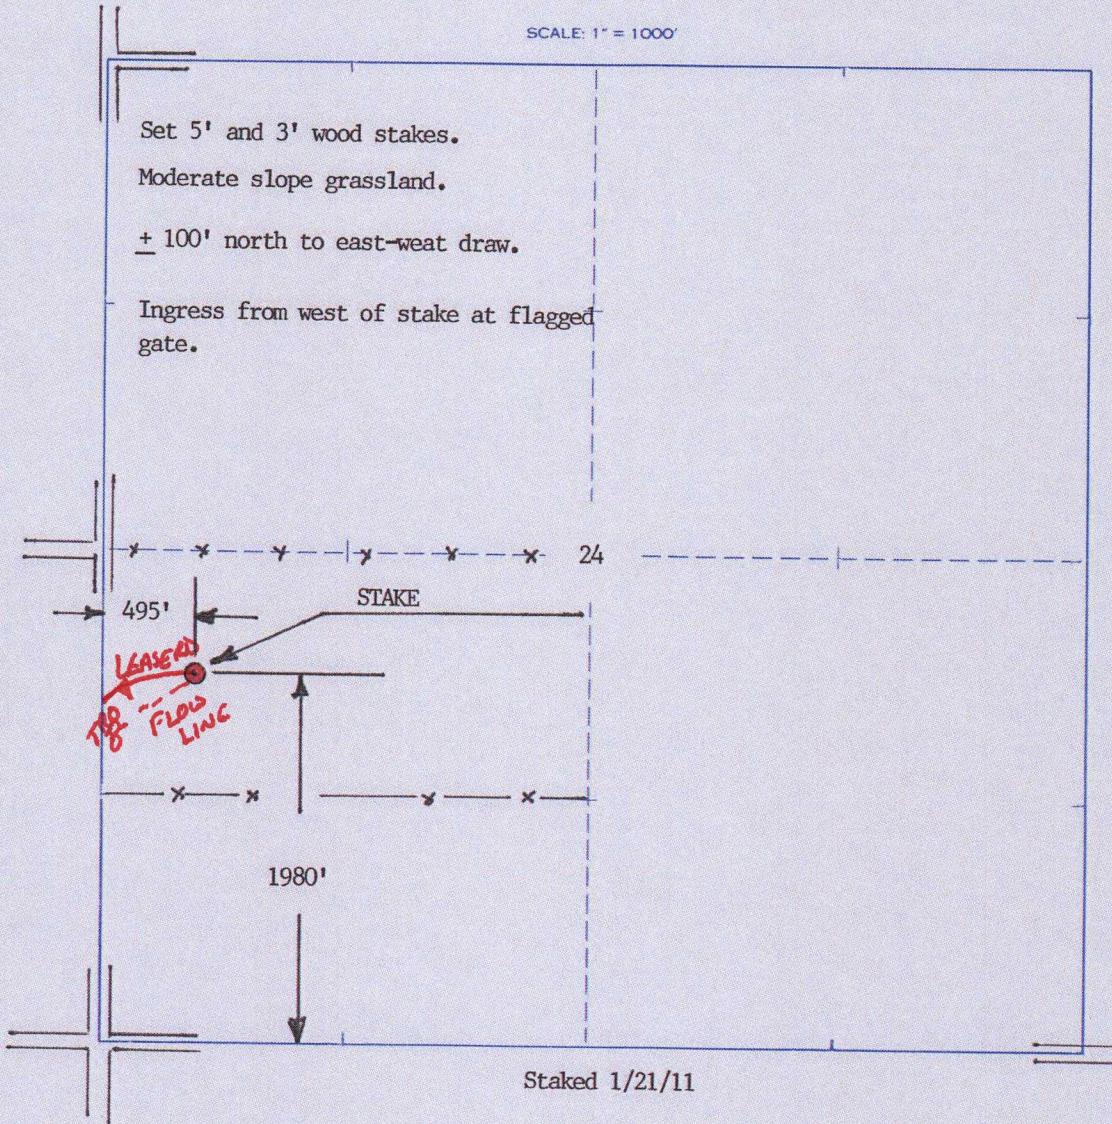 SCALE: 1" = 1000'
Set 5' and 3' wood stakes.
Moderate slope grassland.
± 100' north to east-weat draw.
Ingress from west of stake at flagged
gate.
24
495'
STAKE
LEASE RD
FLOW
LINE
1980'
Staked 1/21/11